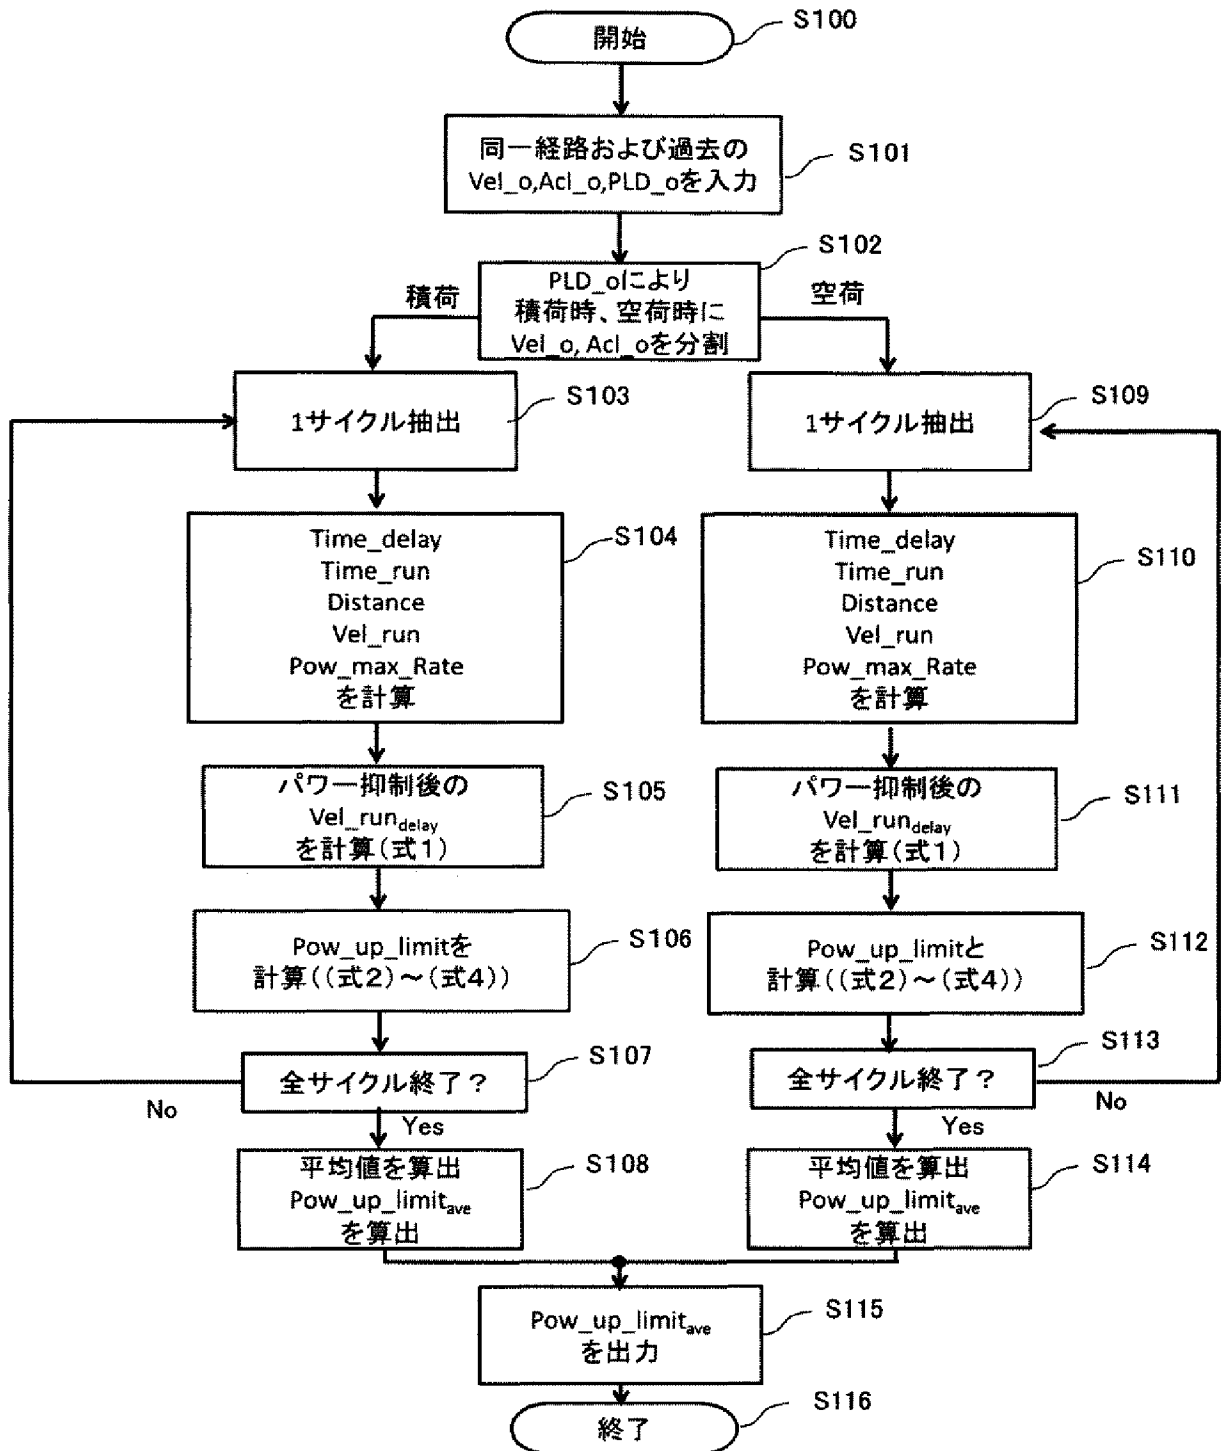 開始
S100
同一経路および過去の
Vel_o,Acl_o,PLD_oを入力
S101
PLD_oにより
積荷時、空荷時に
Vel_o, Acl_oを分割
S102
積荷
空荷
1サイクル抽出
S103
Time_delay
Time_run
Distance
Vel_run
Pow_max_Rate
を計算
S104
パワー抑制後の
Vel_run_delay
を計算(式1)
S105
Pow_up_limitを
計算((式2)～(式4))
S106
全サイクル終了?
S107
No
Yes
平均値を算出
Pow_up_limit_ave
を算出
S108
1サイクル抽出
S109
Time_delay
Time_run
Distance
Vel_run
Pow_max_Rate
を計算
S110
パワー抑制後の
Vel_run_delay
を計算(式1)
S111
Pow_up_limitと
計算((式2)～(式4))
S112
全サイクル終了?
S113
No
Yes
平均値を算出
Pow_up_limit_ave
を算出
S114
Pow_up_limit_ave
を出力
S115
終了
S116